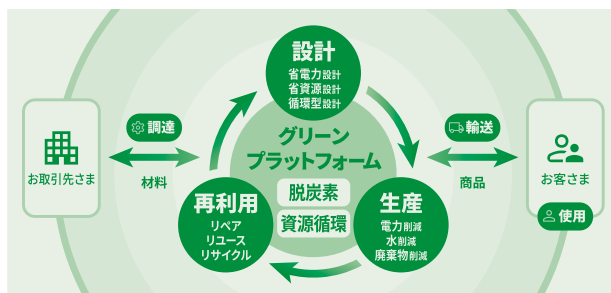 設計
省電力設計
省資源設計
循環型設計
調達
輸送
グリーン
プラットフォーム
お取引先さま
材料
商品
お客さま
脱炭素
資源循環
再利用
リペア
リユース
リサイクル
生産
電力削減
水削減
廃棄物削減
使用